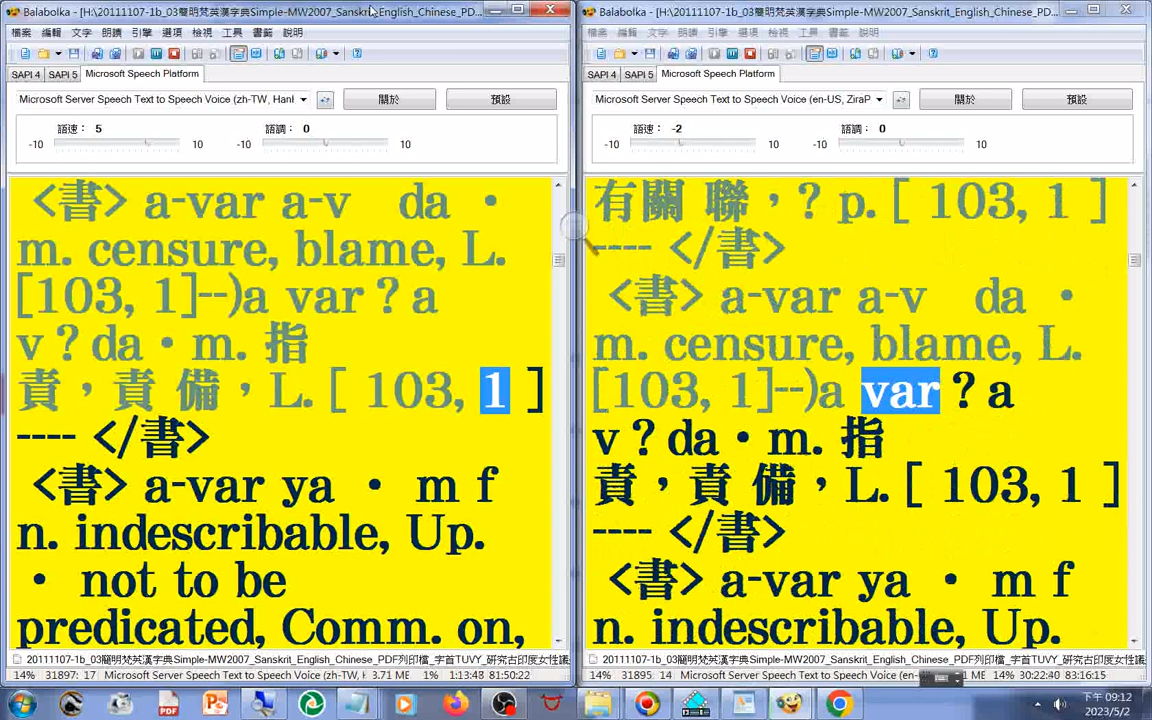 Balabolka - [H:\20111107-1b_03簡明梵英漢字典Simple-MW2007_Sanskrit_English_Chinese_PD...
檔案 編輯 文字 朗讀 引擎 選項 檢視 工具 書籤 說明
SAPI 4 SAPI 5 Microsoft Speech Platform
Microsoft Server Speech Text to Speech Voice (zh-TW, Hanl 關於 預設
語速： 5 語調： 0
-10 10 -10 10
<書> a-var a-v da •
m. censure, blame, L.
[103, 1]--)a var ? a
v ? da • m. 指
責，責 備，L. [ 103, 1 ]
---- </書>
<書> a-var ya • m f
n. indescribable, Up.
• not to be
predicated, Comm. on,
20111107-1b_03簡明梵英漢字典Simple-MW2007_Sanskrit_English_Chinese_PDF列印檔_字首TUVY_研究古印度女性議
14% 31897: 17 Microsoft Server Speech Text to Speech Voice (zh-TW, H 3.71 ME 1% 1:13:48 81:50:22
Balabolka - [H:\20111107-1b_03簡明梵英漢字典Simple-MW2007_Sanskrit_English_Chinese_PD...
檔案 編輯 文字 朗讀 引擎 選項 檢視 工具 書籤 說明
SAPI 4 SAPI 5 Microsoft Speech Platform
Microsoft Server Speech Text to Speech Voice (en-US, ZiraP 關於 預設
語速： -2 語調： 0
-10 10 -10 10
有關 聯，? p. [ 103, 1 ]
---- </書>
<書> a-var a-v da •
m. censure, blame, L.
[103, 1]--)a var ? a
v ? da • m. 指
責，責 備，L. [ 103, 1 ]
---- </書>
<書> a-var ya • m f
n. indescribable, Up.
20111107-1b_03簡明梵英漢字典Simple-MW2007_Sanskrit_English_Chinese_PDF列印檔_字首TUVY_研究古印度女性議
14% 31895: 14 Microsoft Server Speech Text to Speech Voice 14% 30:22:40 83:16:15
下午 09:12
2023/5/2